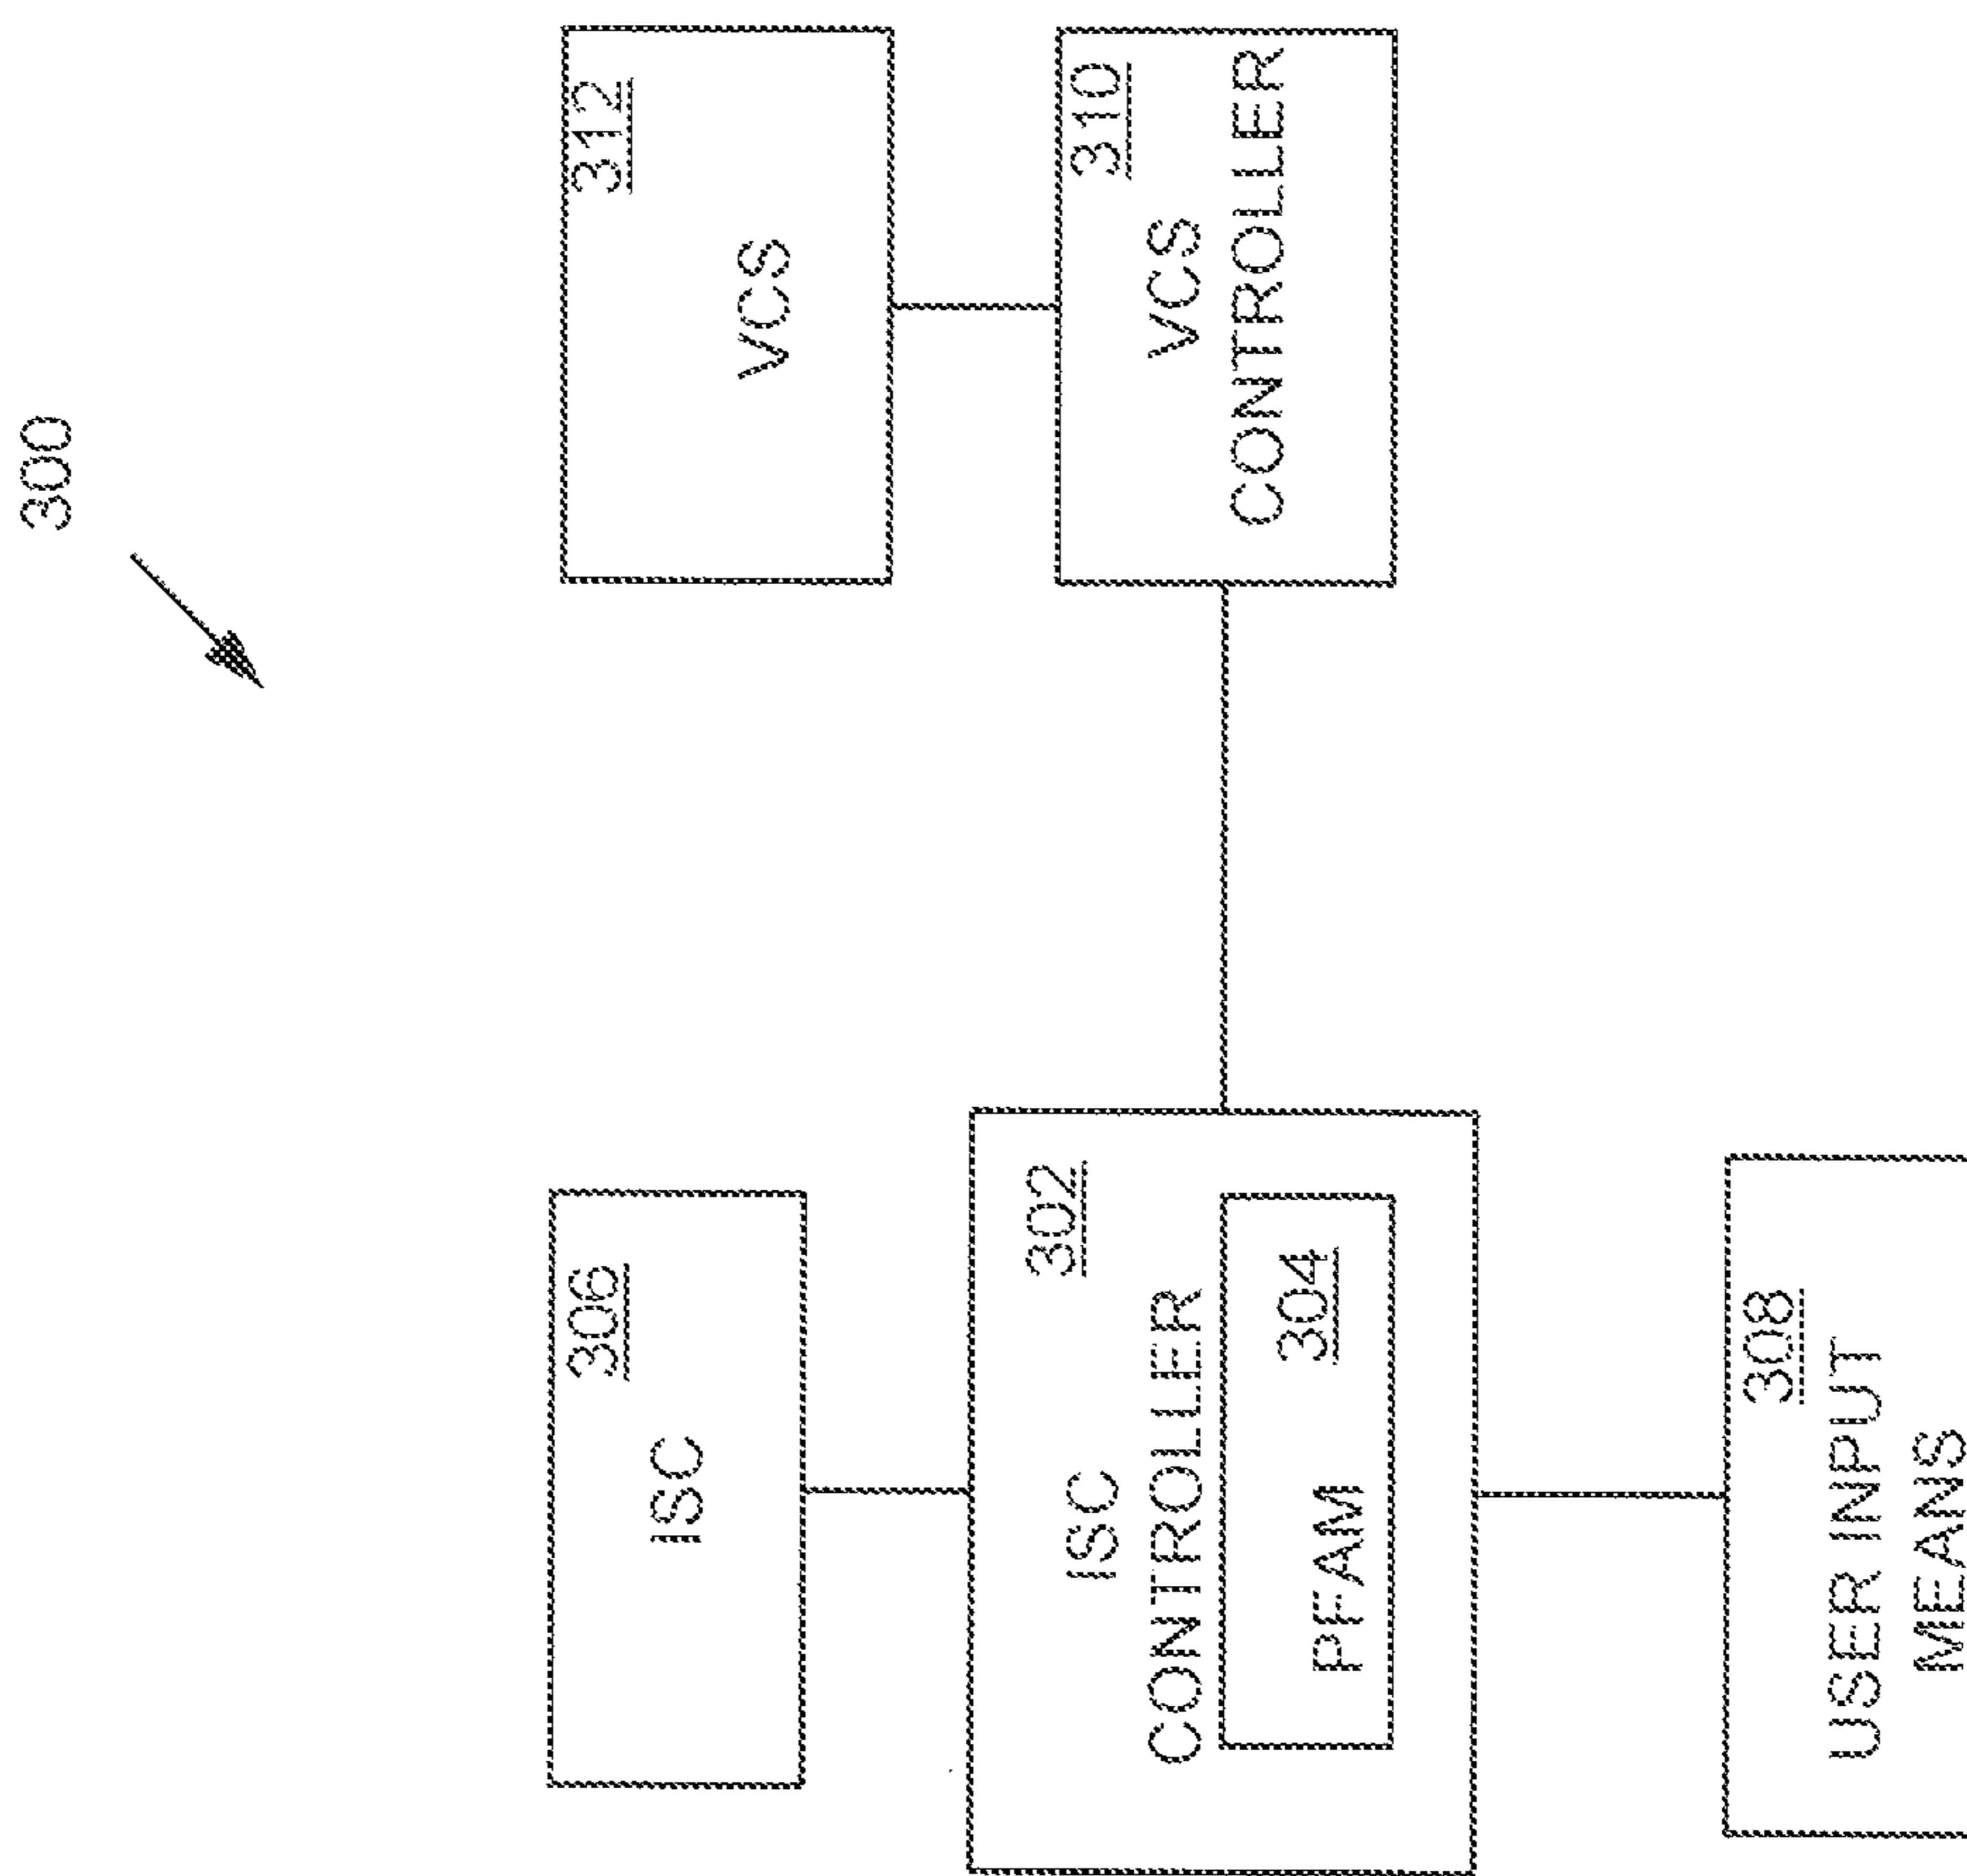 300
306
ISC
312
VCS
302
ISC
CONTROLLER
304
PFAM
310
VCS
CONTROLLER
308
USER INPUT
MEANS